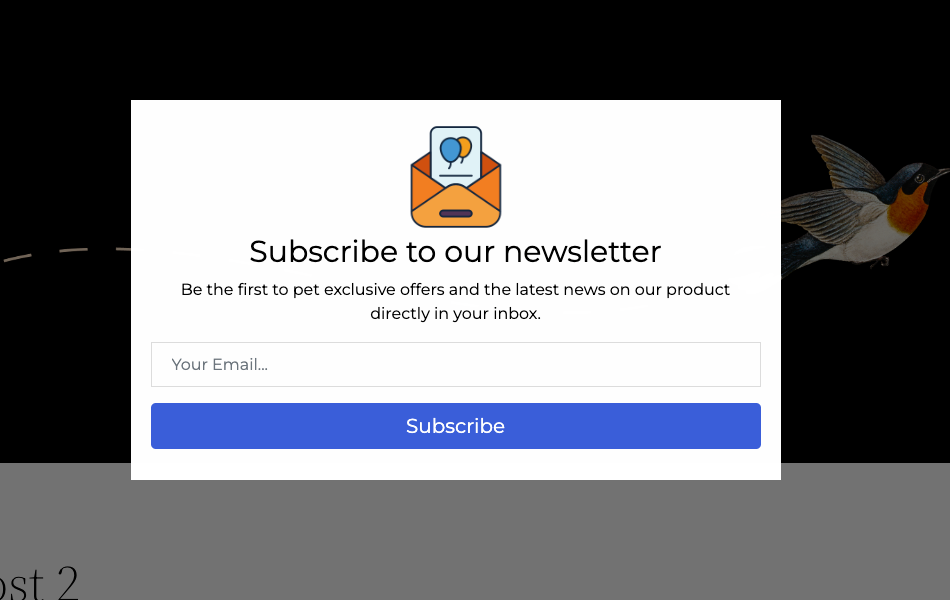 Subscribe to our newsletter
Be the first to pet exclusive offers and the latest news on our product
directly in your inbox.
Your Email...
Subscribe
ost 2